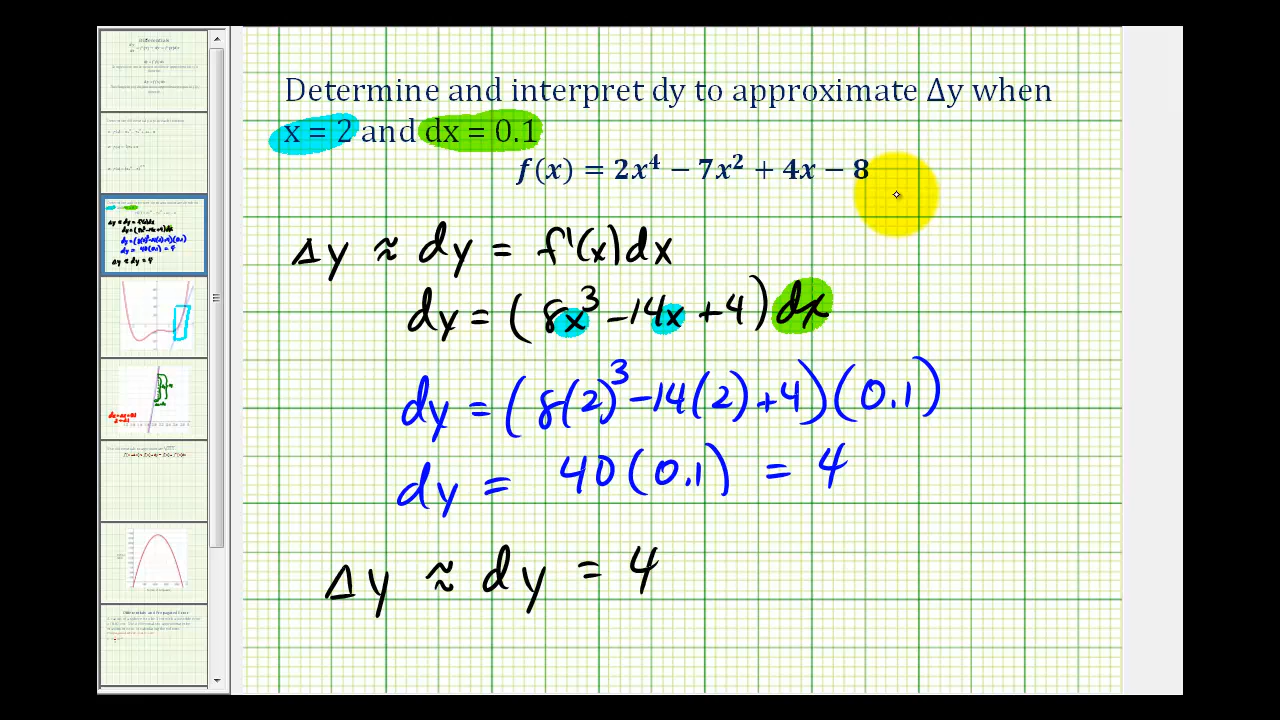 Determine and interpret dy to approximate Δy when
x = 2 and dx = 0.1
f(x) = 2x⁴ − 7x² + 4x − 8
Δy ≈ dy = f'(x)dx
dy = (8x³ − 14x + 4) dx
dy = (8(2)³ − 14(2) + 4)(0.1)
dy = 40(0.1) = 4
Δy ≈ dy = 4